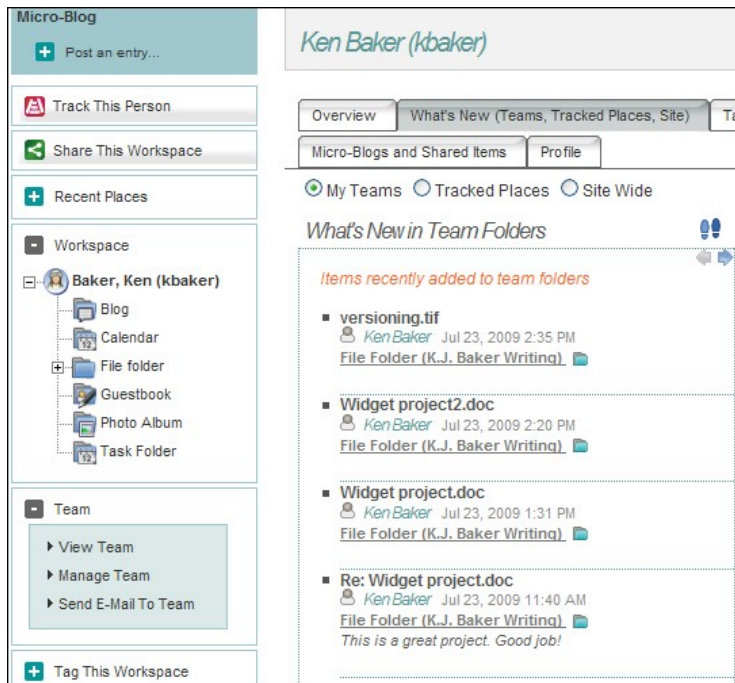 Micro-Blog
Post an entry...
Track This Person
Share This Workspace
Recent Places
Workspace
Baker, Ken (kbaker)
Blog
Calendar
File folder
Guestbook
Photo Album
Task Folder
Team
View Team
Manage Team
Send E-Mail To Team
Tag This Workspace
Ken Baker (kbaker)
Overview
What's New (Teams, Tracked Places, Site)
Micro-Blogs and Shared Items
Profile
My Teams Tracked Places Site Wide
What's New in Team Folders
Items recently added to team folders
versioning.tif
Ken Baker Jul 23, 2009 2:35 PM
File Folder (K.J. Baker Writing)
Widget project2.doc
Ken Baker Jul 23, 2009 2:20 PM
File Folder (K.J. Baker Writing)
Widget project.doc
Ken Baker Jul 23, 2009 1:31 PM
File Folder (K.J. Baker Writing)
Re: Widget project.doc
Ken Baker Jul 23, 2009 11:40 AM
File Folder (K.J. Baker Writing)
This is a great project. Good job!